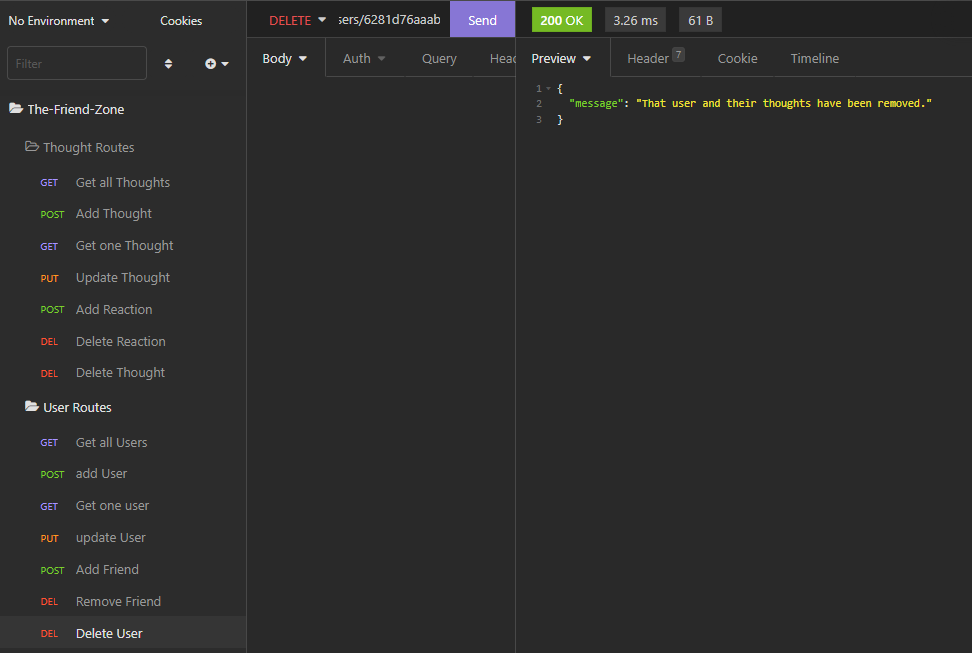 No Environment Cookies
Filter
The-Friend-Zone
Thought Routes
GET Get all Thoughts
POST Add Thought
GET Get one Thought
PUT Update Thought
POST Add Reaction
DEL Delete Reaction
DEL Delete Thought
User Routes
GET Get all Users
POST add User
GET Get one user
PUT update User
POST Add Friend
DEL Remove Friend
DEL Delete User
DELETE sers/6281d76aaab Send
Body Auth Query Head
200 OK 3.26 ms 61 B
Preview Header 7 Cookie Timeline
1 {
2 "message": "That user and their thoughts have been removed."
3 }